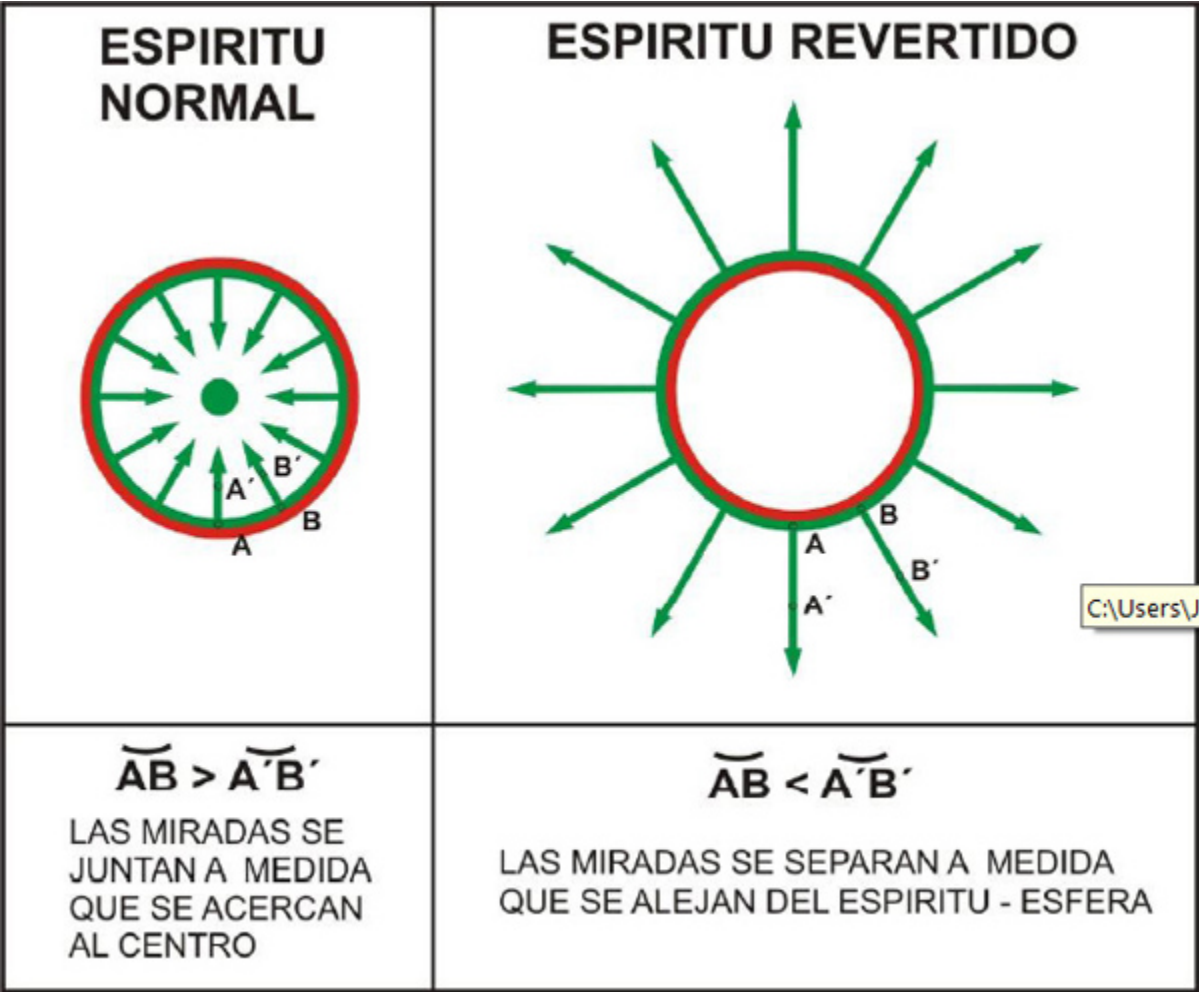 ESPIRITU
NORMAL
ESPIRITU REVERTIDO
B´
A´
B
A
B
A
B´
A´
C:\Users\J
AB > A´B´
LAS MIRADAS SE
JUNTAN A MEDIDA
QUE SE ACERCAN
AL CENTRO
AB < A´B´
LAS MIRADAS SE SEPARAN A MEDIDA
QUE SE ALEJAN DEL ESPIRITU - ESFERA